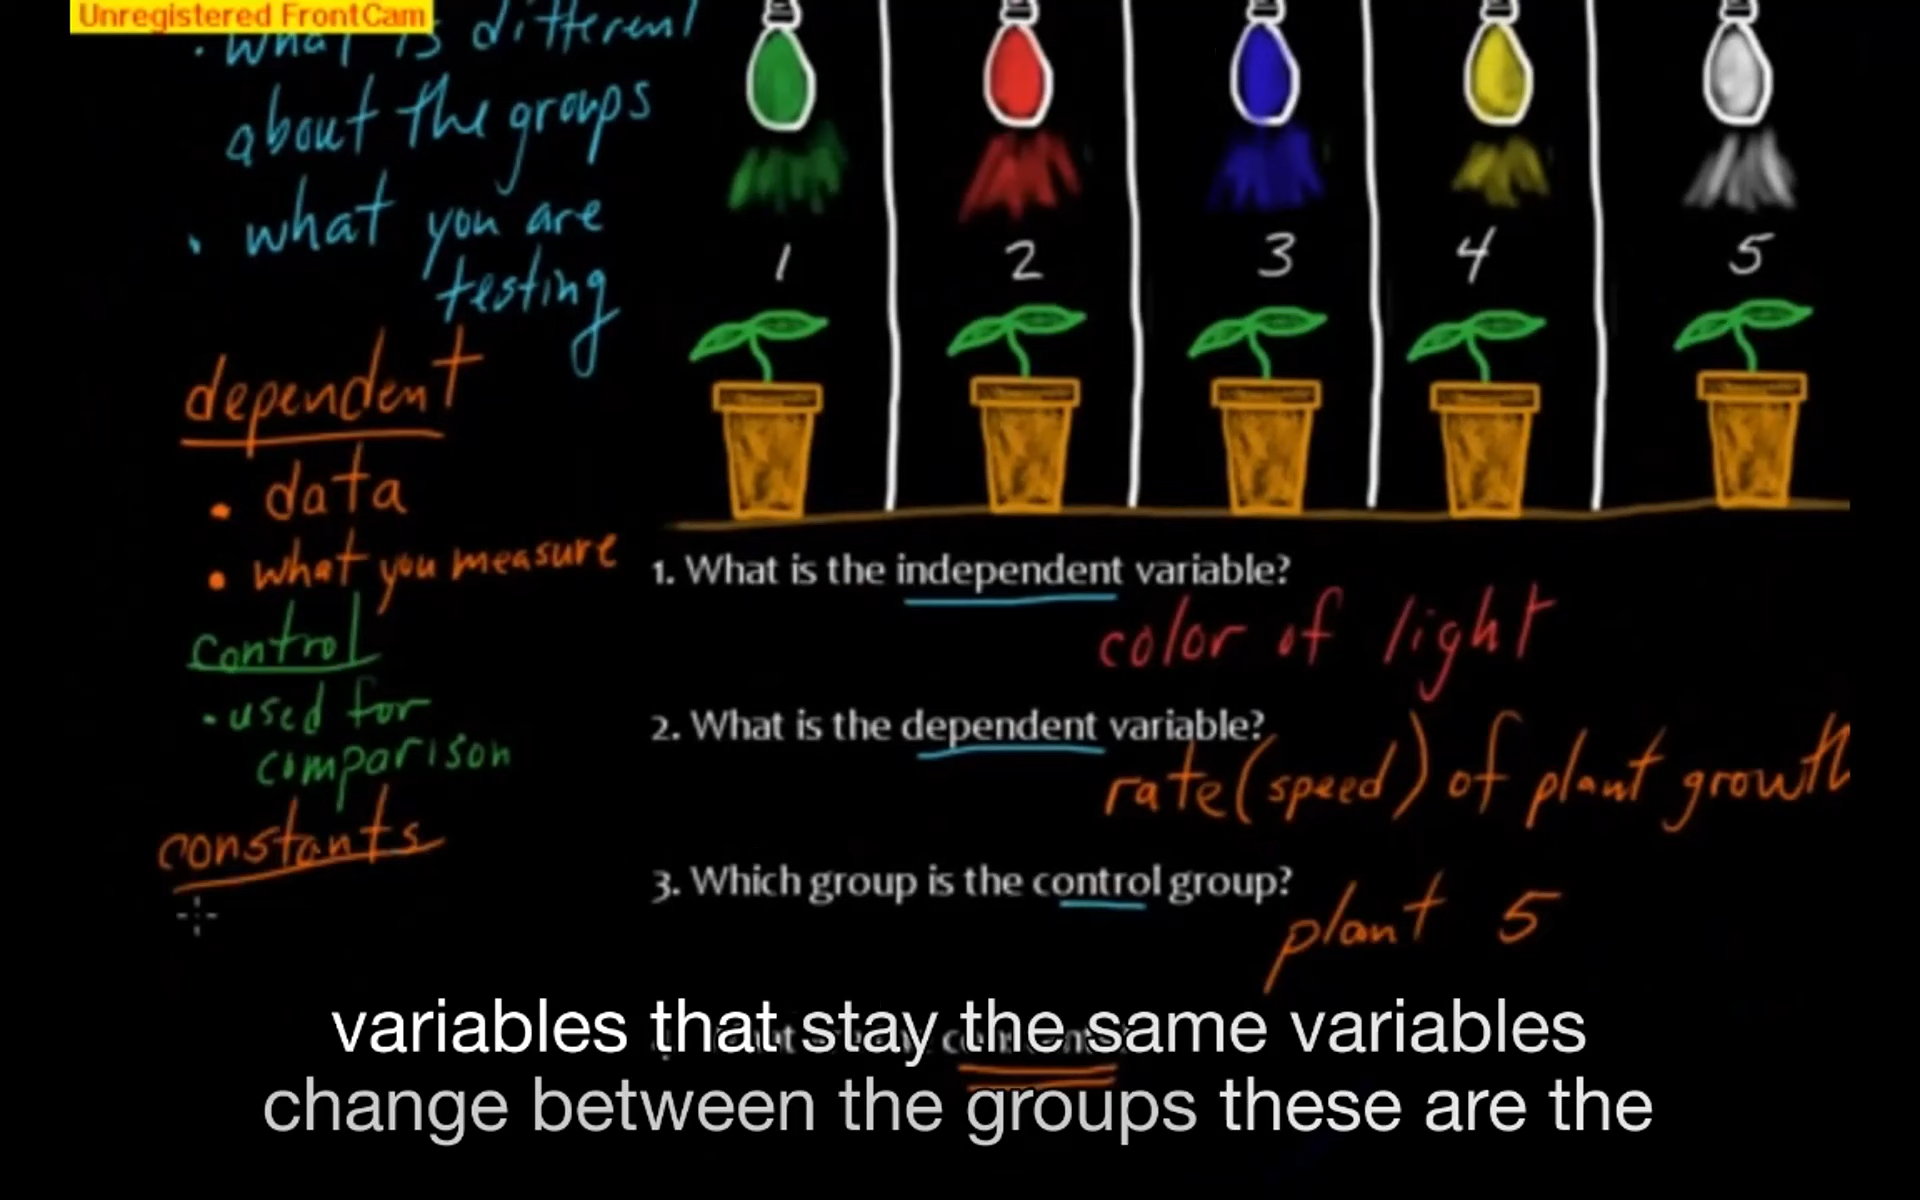 Unregistered FrontCam
• what is different
about the groups
• what you are
testing
dependent
• data
• what you measure
control
• used for
comparison
constants
1 2 3 4 5
1. What is the independent variable?
color of light
2. What is the dependent variable?
rate (speed) of plant growth
3. Which group is the control group?
plant 5
variables that stay the same variables
change between the groups these are the